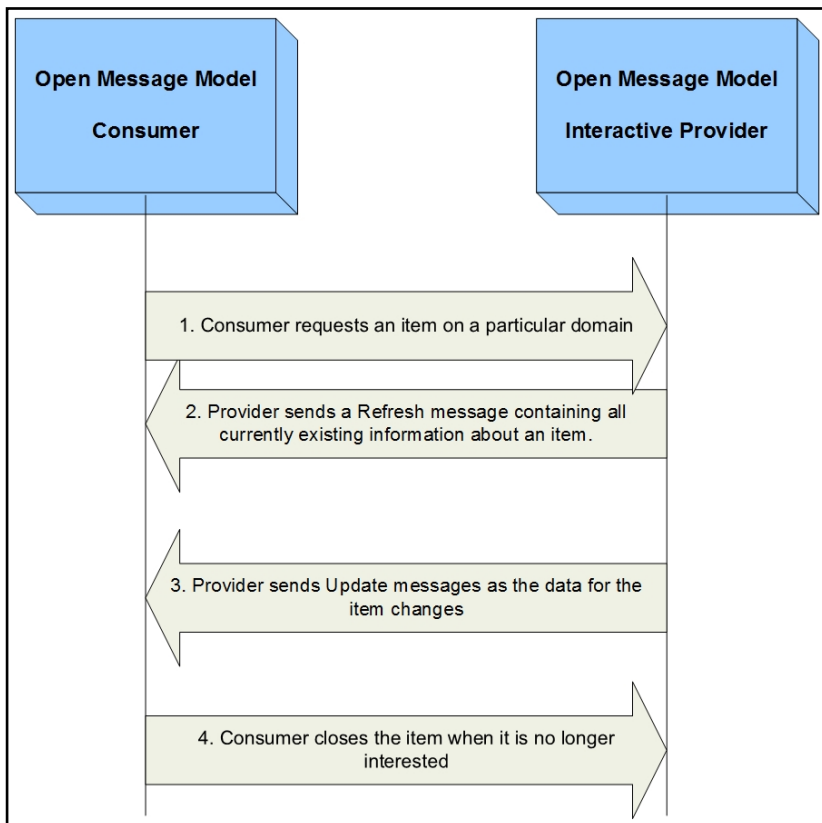 Open Message Model
Consumer
Open Message Model
Interactive Provider
1. Consumer requests an item on a particular domain
2. Provider sends a Refresh message containing all
currently existing information about an item.
3. Provider sends Update messages as the data for the
item changes
4. Consumer closes the item when it is no longer
interested